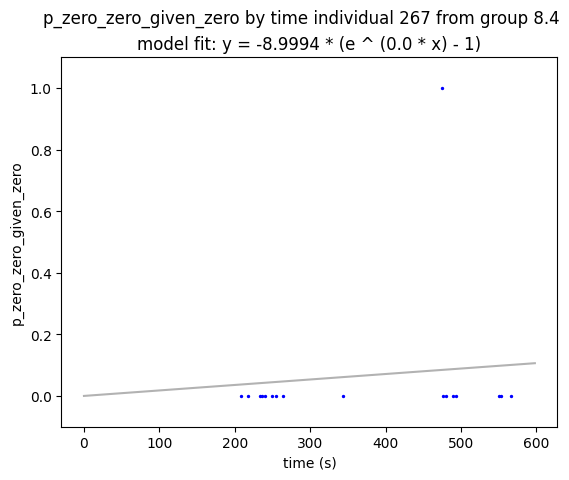 p_zero_zero_given_zero by time individual 267 from group 8.4
model fit: y = -8.9994 * (e ^ (0.0 * x) - 1)
1.0
0.8
0.6
0.4
0.2
0.0
p_zero_zero_given_zero
0 100 200 300 400 500 600
time (s)